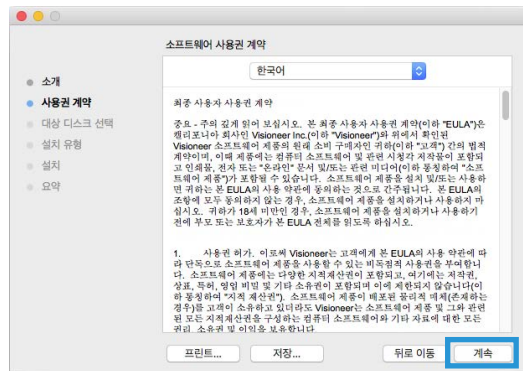 소프트웨어 사용권 계약
한국어
소개
사용권 계약
대상 디스크 선택
설치 유형
설치
요약
최종 사용자 사용권 계약
중요 - 주의 깊게 읽어 보십시오. 본 최종 사용자 사용권 계약(이하 "EULA")은
캘리포니아 회사인 Visioneer Inc.(이하 "Visioneer")와 위에서 확인된
Visioneer 소프트웨어 제품의 원래 소비 구매자인 귀하(이하 "고객") 간의 법적
계약이며, 이때 제품에는 컴퓨터 소프트웨어 및 관련 시청각 저작물이 포함되
고 인쇄물, 전자 또는 "온라인" 문서 및/또는 관련 미디어(이하 통칭하여 "소프
트웨어 제품")가 포함될 수 있습니다. 소프트웨어 제품을 설치 및/또는 사용하
면 귀하는 본 EULA의 사용 약관에 동의하는 것으로 간주됩니다. 본 EULA의
조항에 모두 동의하지 않는 경우, 소프트웨어 제품을 설치하거나 사용하지 마
십시오. 귀하가 18세 미만인 경우, 소프트웨어 제품을 설치하거나 사용하기
전에 부모 또는 보호자가 본 EULA 전체를 읽도록 하십시오.
1. 사용권 허가. 이로써 Visioneer는 고객에게 본 EULA의 사용 약관에 따
라 단독으로 소프트웨어 제품을 사용할 수 있는 비독점적 사용권을 부여합니
다. 소프트웨어 제품에는 다양한 지적재산권이 포함되고, 여기에는 저작권,
상표, 특허, 영업 비밀 및 기타 소유권이 포함되며 이에 제한되지 않습니다(이
하 통칭하여 "지적 재산권"). 소프트웨어 제품이 배포된 물리적 매체(존재하는
경우)를 고객이 소유하고 있더라도 Visioneer는 소프트웨어 제품 및 그와 관련
된 모든 지적재산권을 구성하는 컴퓨터 소프트웨어와 기타 자료에 대한 모든
권리, 소유권 및 이익을 보유합니다.
프린트... 저장... 뒤로 이동 계속